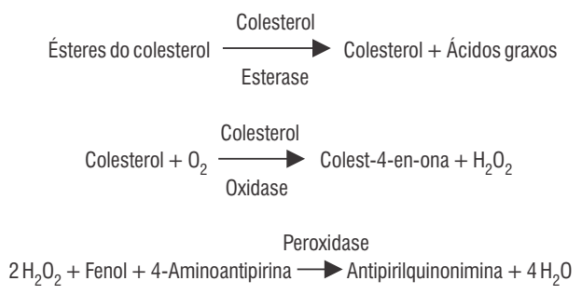 Colesterol
Ésteres do colesterol → Colesterol + Ácidos graxos
Esterase
Colesterol
Colesterol + O₂ → Colest-4-en-ona + H₂O₂
Oxidase
Peroxidase
2 H₂O₂ + Fenol + 4-Aminoantipirina → Antipirilquinonimina + 4 H₂O